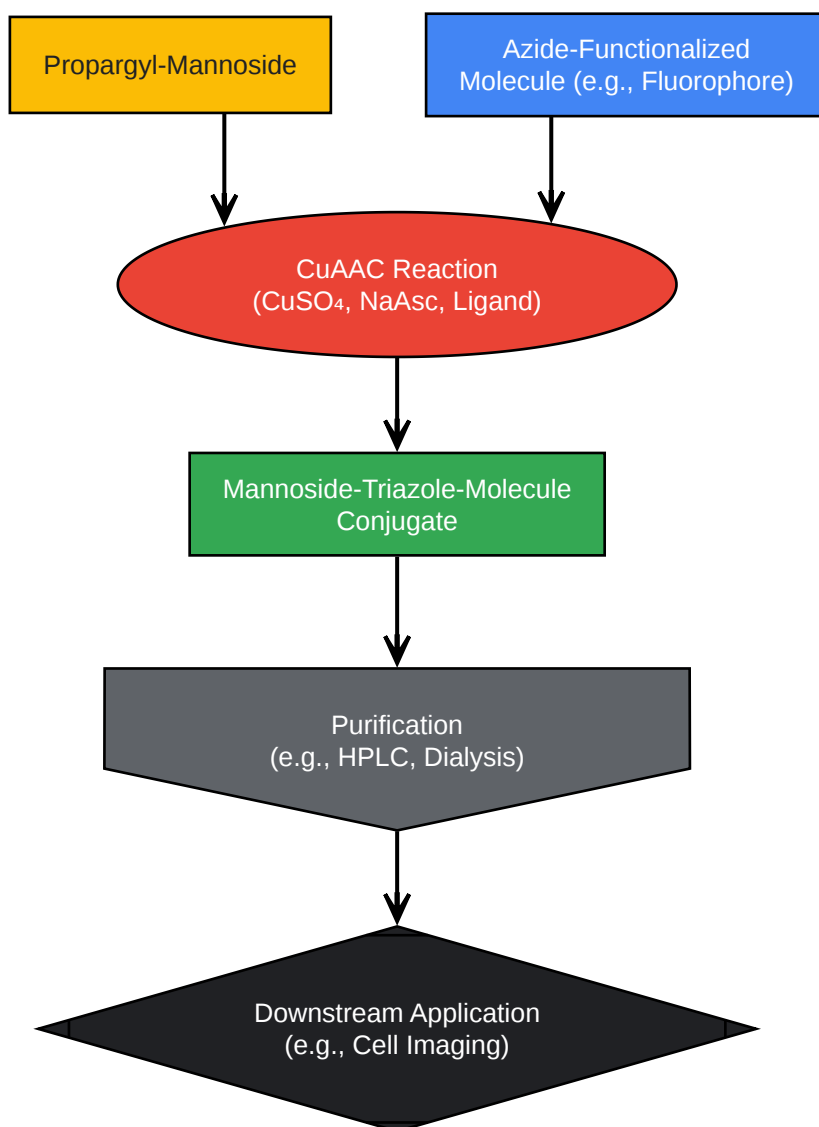 Propargyl-Mannoside
Azide-Functionalized
Molecule (e.g., Fluorophore)
CuAAC Reaction
(CuSO₄, NaAsc, Ligand)
Mannoside-Triazole-Molecule
Conjugate
Purification
(e.g., HPLC, Dialysis)
Downstream Application
(e.g., Cell Imaging)